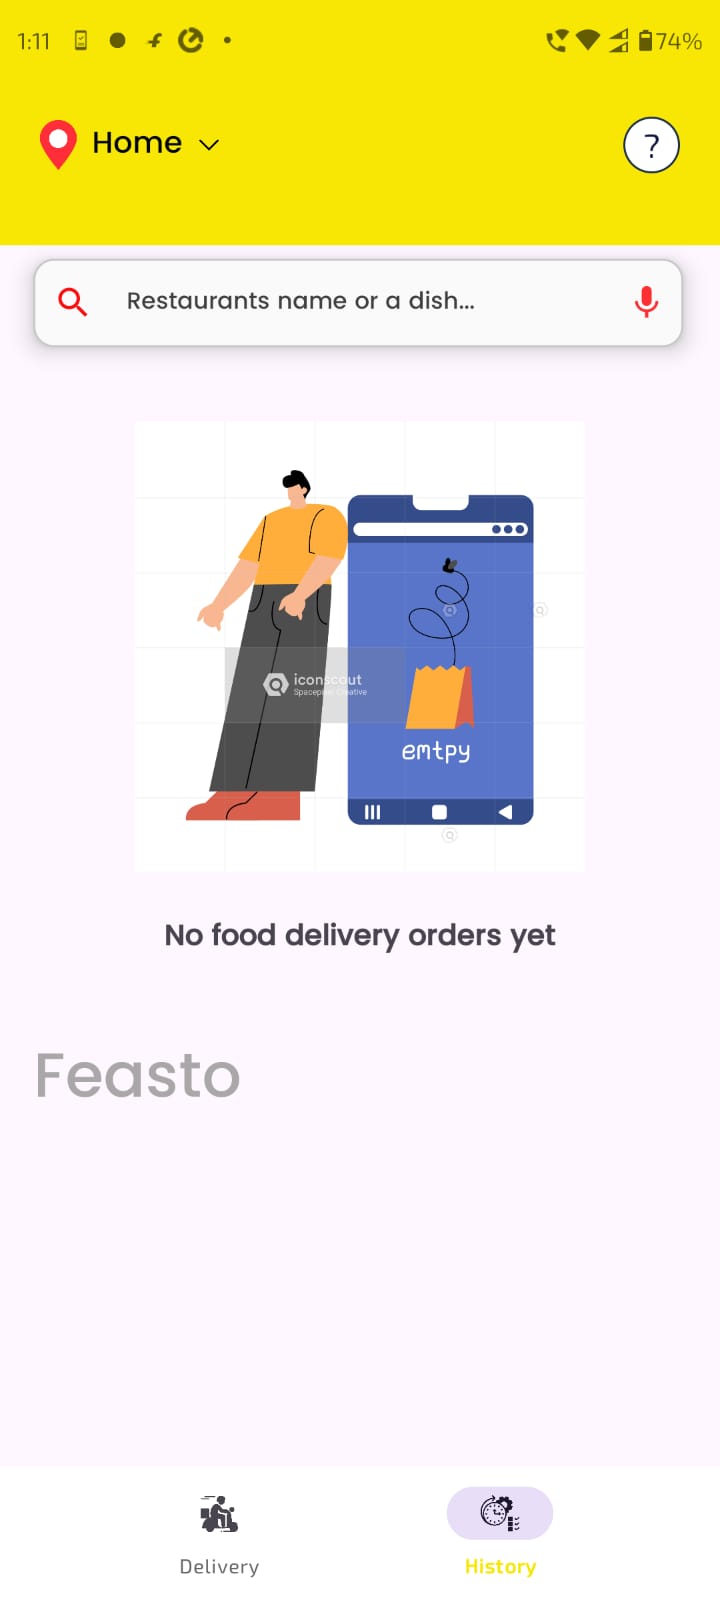 1:11
74%
Home
?
Restaurants name or a dish...
iconscout
Spacepixel Creative
emtpy
No food delivery orders yet
Feasto
Delivery
History